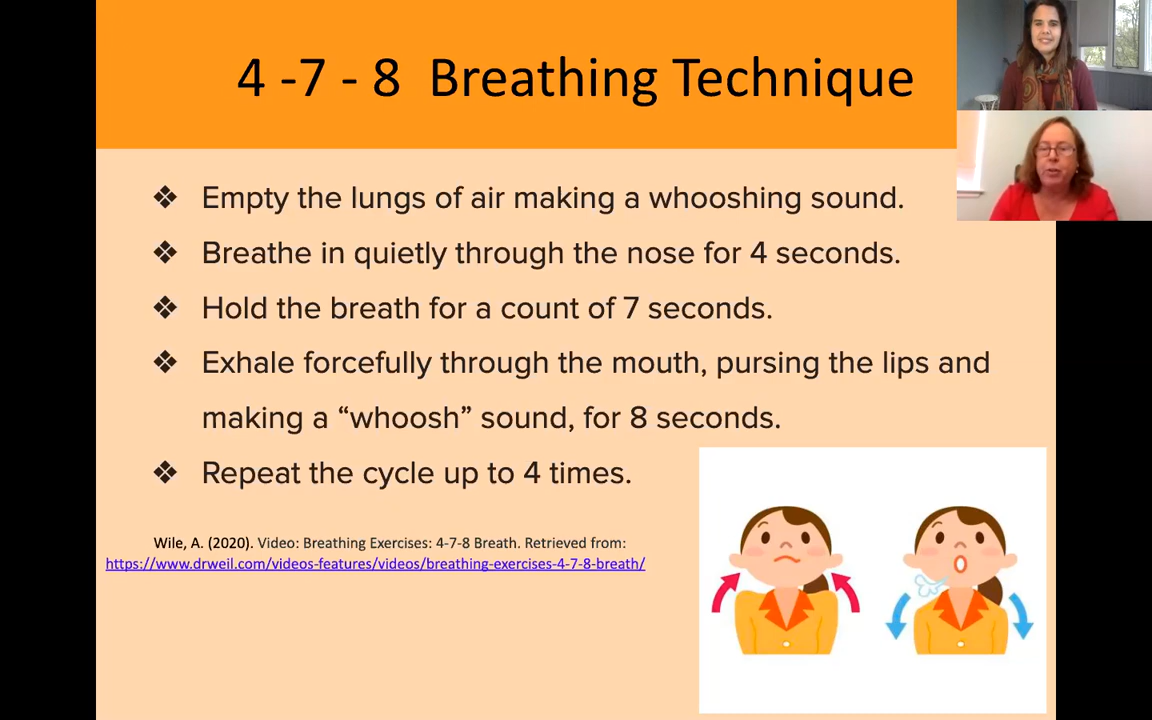 4 -7 - 8 Breathing Technique
❖ Empty the lungs of air making a whooshing sound.
❖ Breathe in quietly through the nose for 4 seconds.
❖ Hold the breath for a count of 7 seconds.
❖ Exhale forcefully through the mouth, pursing the lips and
making a “whoosh” sound, for 8 seconds.
❖ Repeat the cycle up to 4 times.
Wile, A. (2020). Video: Breathing Exercises: 4-7-8 Breath. Retrieved from:
https://www.drweil.com/videos-features/videos/breathing-exercises-4-7-8-breath/